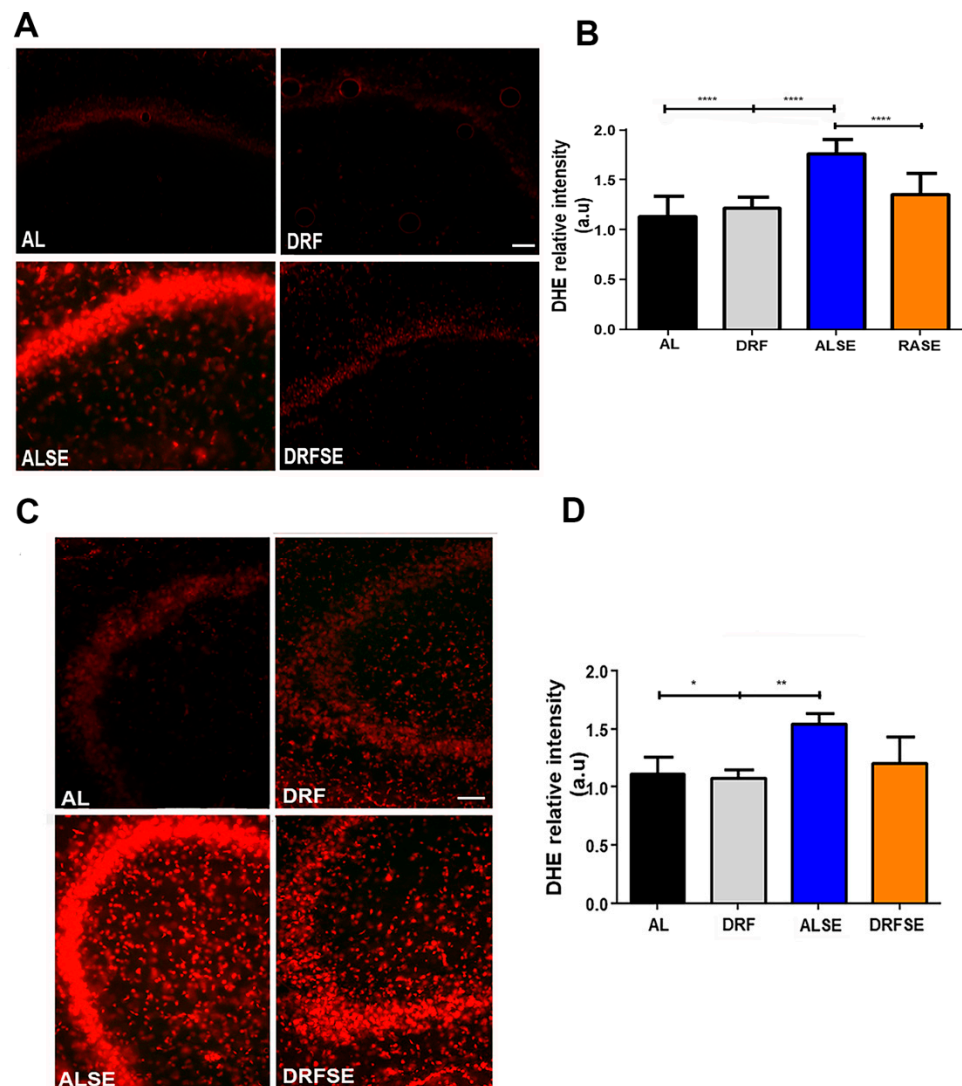 A
AL
DRF
ALSE
DRFSE
B
**** **** ****
DHE relative intensity
(a.u)
2.0
1.5
1.0
0.5
0.0
AL DRF ALSE RASE
C
AL
DRF
ALSE
DRFSE
D
* **
DHE relative intensity
(a.u)
2.0
1.5
1.0
0.5
0.0
AL DRF ALSE DRFSE